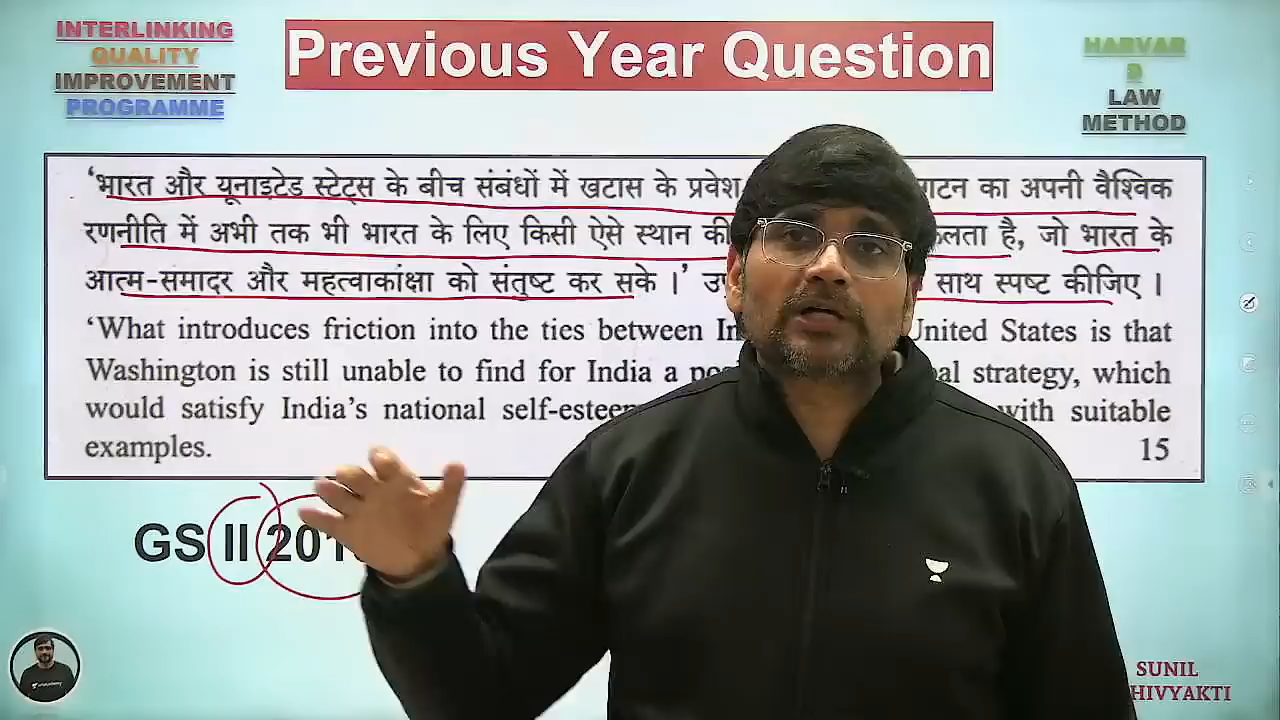 INTERLINKING
QUALITY
IMPROVEMENT
PROGRAMME
Previous Year Question
HARVAR
D
LAW
METHOD
‘भारत और यूनाइटेड स्टेट्स के बीच संबंधों में खटास के प्रवेश का अपनी वैश्विक
रणनीति में अभी तक भी भारत के लिए किसी ऐसे स्थान की है, जो भारत के
आत्म-समादर और महत्वाकांक्षा को संतुष्ट कर सके ।’ साथ स्पष्ट कीजिए ।
‘What introduces friction into the ties between United States is that
Washington is still unable to find for India a strategy, which
would satisfy India’s national with suitable
examples. 15
GS II
SUNIL